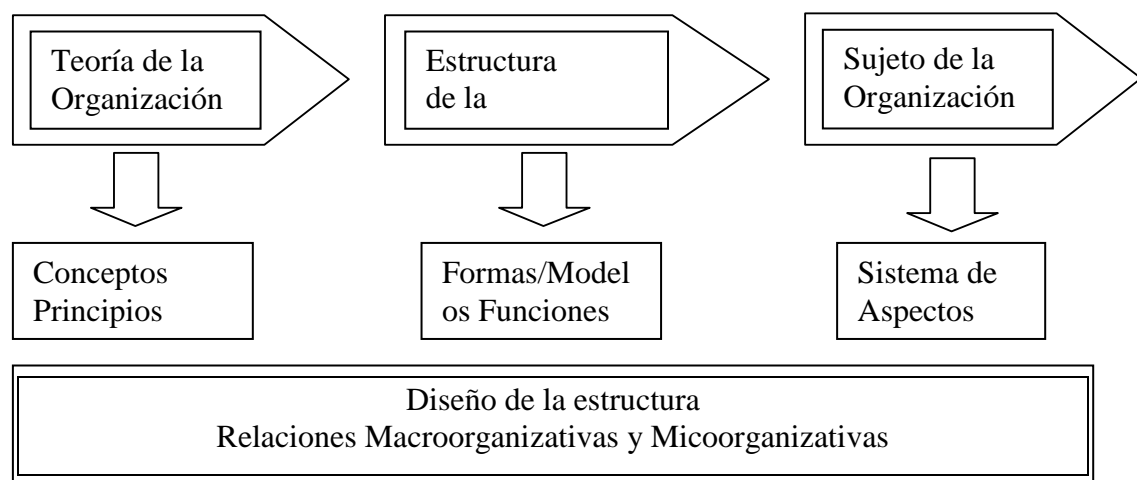 Teoría de la
Organización
Estructura
de la
Sujeto de la
Organización
Conceptos
Principios
Formas/Model
os Funciones
Sistema de
Aspectos
Diseño de la estructura
Relaciones Macroorganizativas y Micoorganizativas